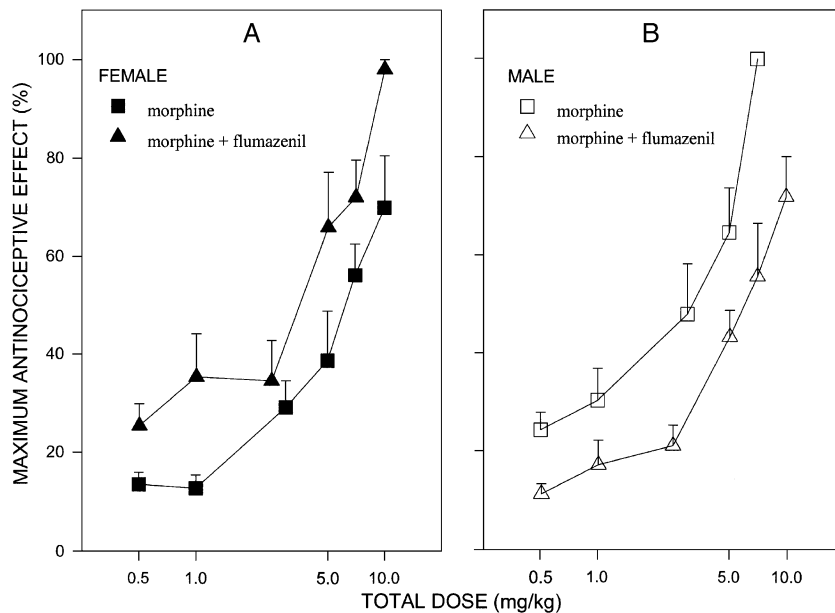 A
B
FEMALE
morphine
morphine + flumazenil
MALE
morphine
morphine + flumazenil
MAXIMUM ANTINOCICEPTIVE EFFECT (%)
100
80
60
40
20
0
0.5 1.0 5.0 10.0
0.5 1.0 5.0 10.0
TOTAL DOSE (mg/kg)